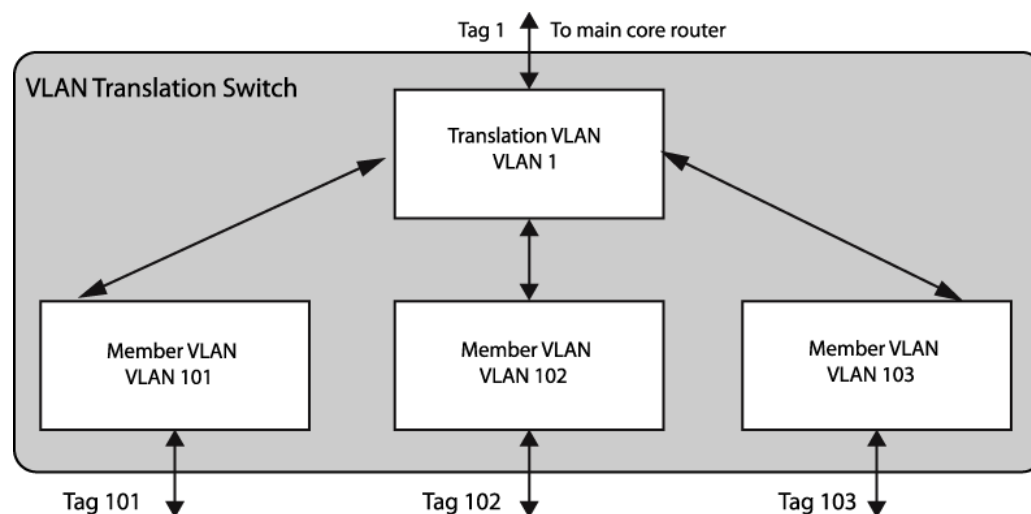 Tag 1 To main core router
VLAN Translation Switch
Translation VLAN
VLAN 1
Member VLAN
VLAN 101
Member VLAN
VLAN 102
Member VLAN
VLAN 103
Tag 101
Tag 102
Tag 103